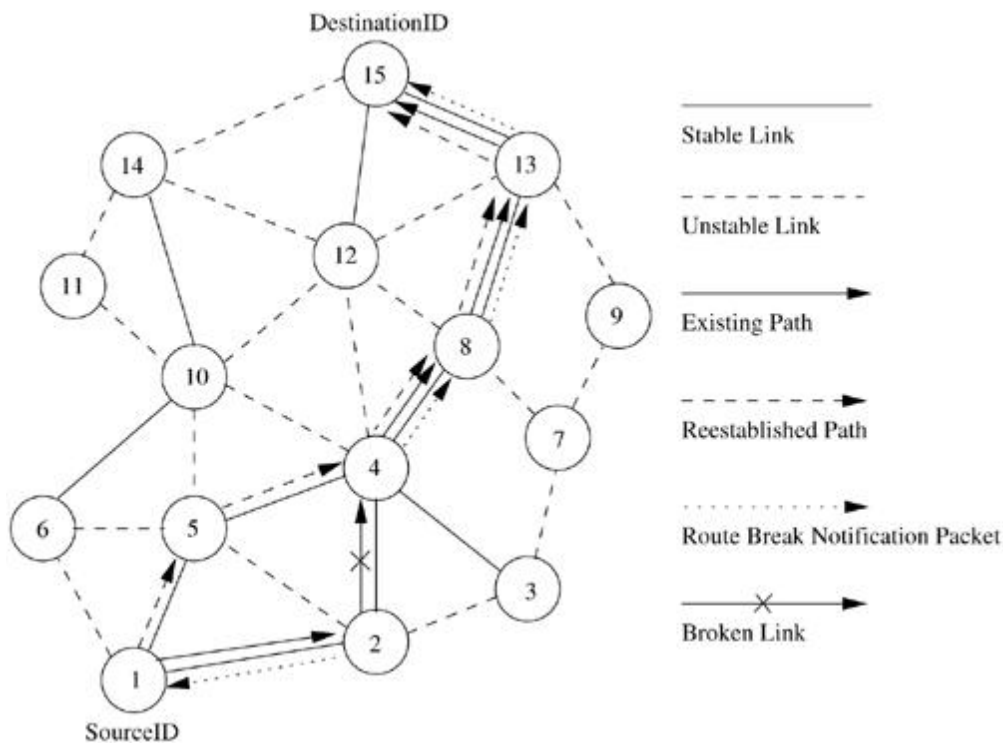 DestinationID
15
14
13
12
11
9
8
10
7
4
6
5
3
2
1
SourceID
Stable Link
Unstable Link
Existing Path
Reestablished Path
Route Break Notification Packet
Broken Link